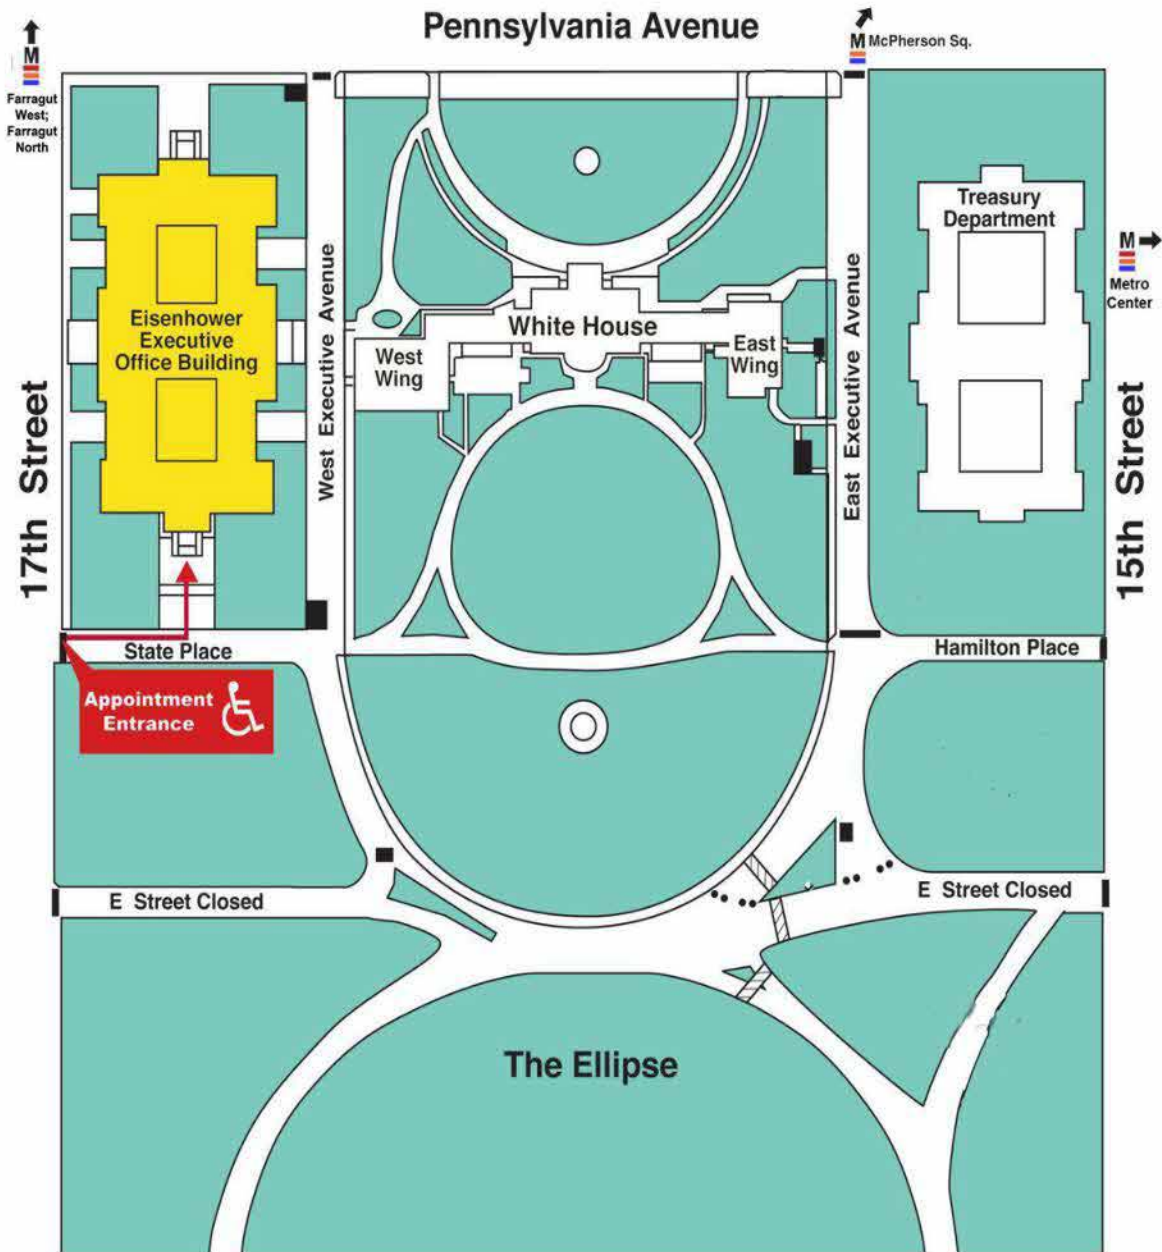 Pennsylvania Avenue
M
Farragut
West;
Farragut
North
M McPherson Sq.
Treasury
Department
M
Metro
Center
Eisenhower
Executive
Office Building
West Executive Avenue
White House
West
Wing
East
Wing
East Executive Avenue
17th Street
15th Street
State Place
Hamilton Place
Appointment
Entrance
E Street Closed
E Street Closed
The Ellipse